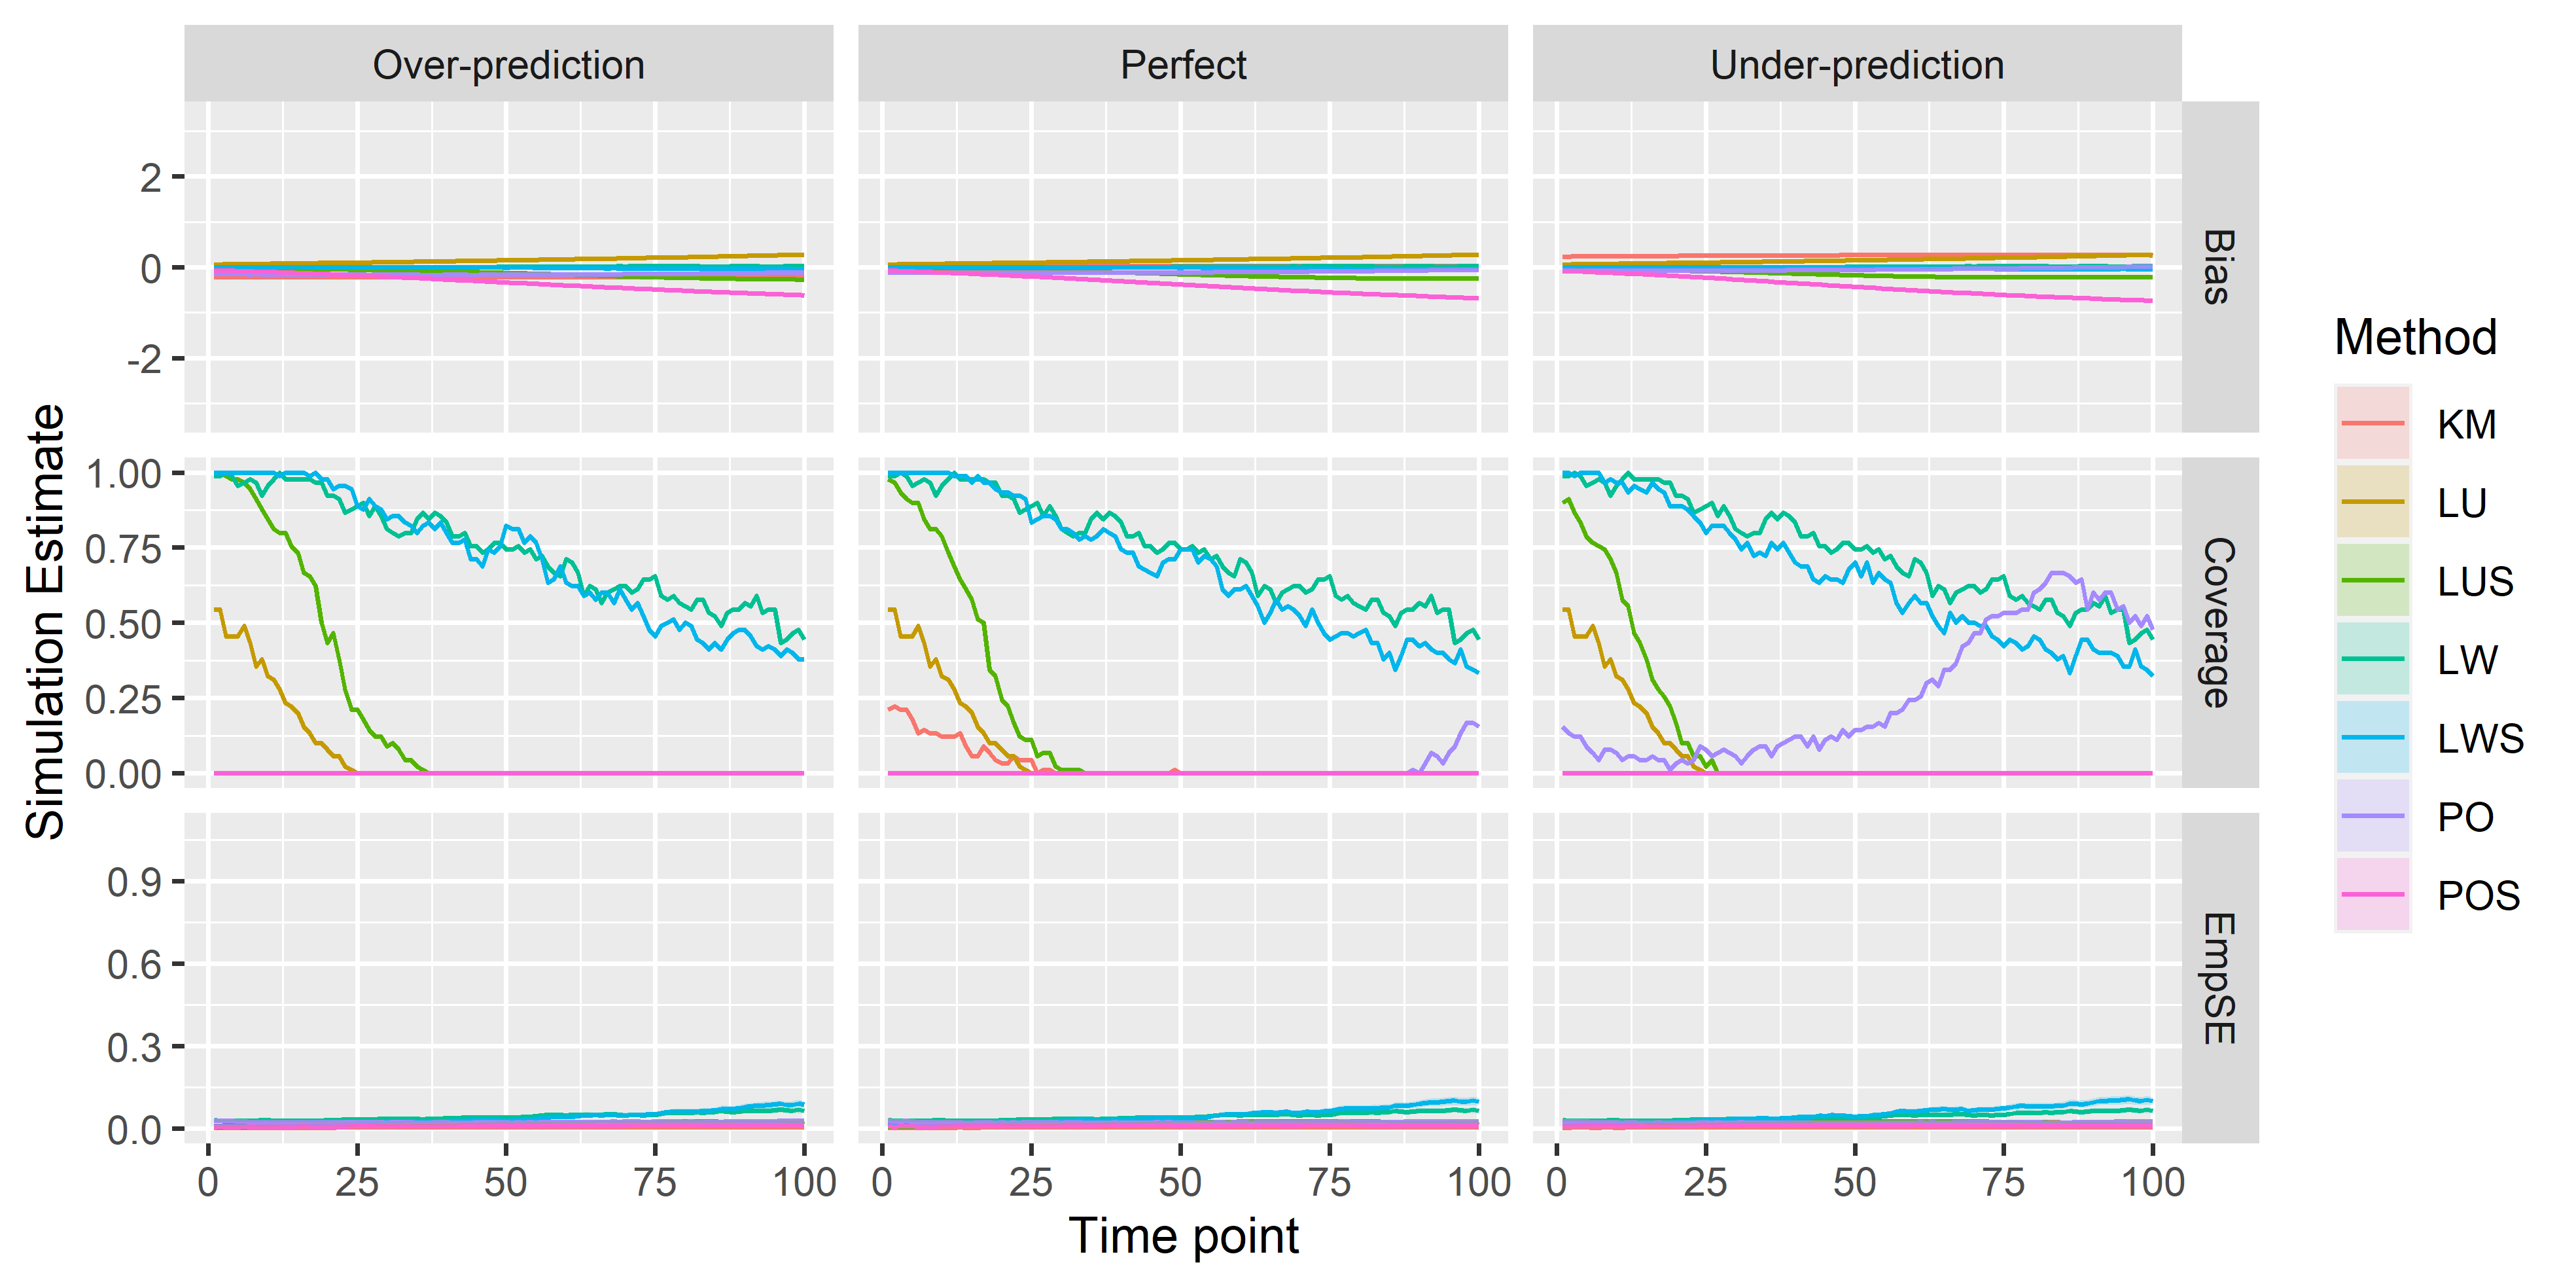 Over-prediction
Perfect
Under-prediction
Simulation Estimate
2
0
-2
Bias
1.00
0.75
0.50
0.25
0.00
Coverage
0.9
0.6
0.3
0.0
EmpSE
0 25 50 75 100
0 25 50 75 100
0 25 50 75 100
Time point
Method
KM
LU
LUS
LW
LWS
PO
POS